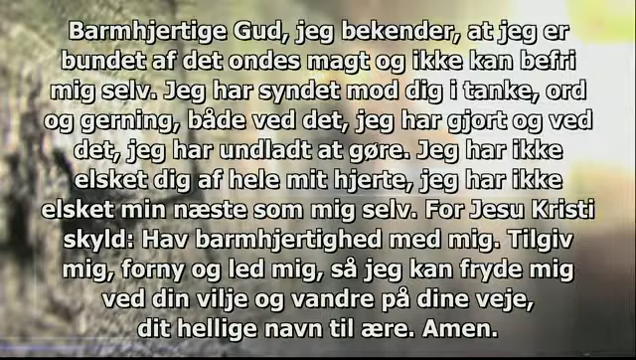 Barmhjertige Gud, jeg bekender, at jeg er
bundet af det ondes magt og ikke kan befri
mig selv. Jeg har syndet mod dig i tanke, ord
og gerning, både ved det, jeg har gjort og ved
det, jeg har undladt at gøre. Jeg har ikke
elsket dig af hele mit hjerte, jeg har ikke
elsket min næste som mig selv. For Jesu Kristi
skyld: Hav barmhjertighed med mig. Tilgiv
mig, forny og led mig, så jeg kan fryde mig
ved din vilje og vandre på dine veje,
dit hellige navn til ære. Amen.